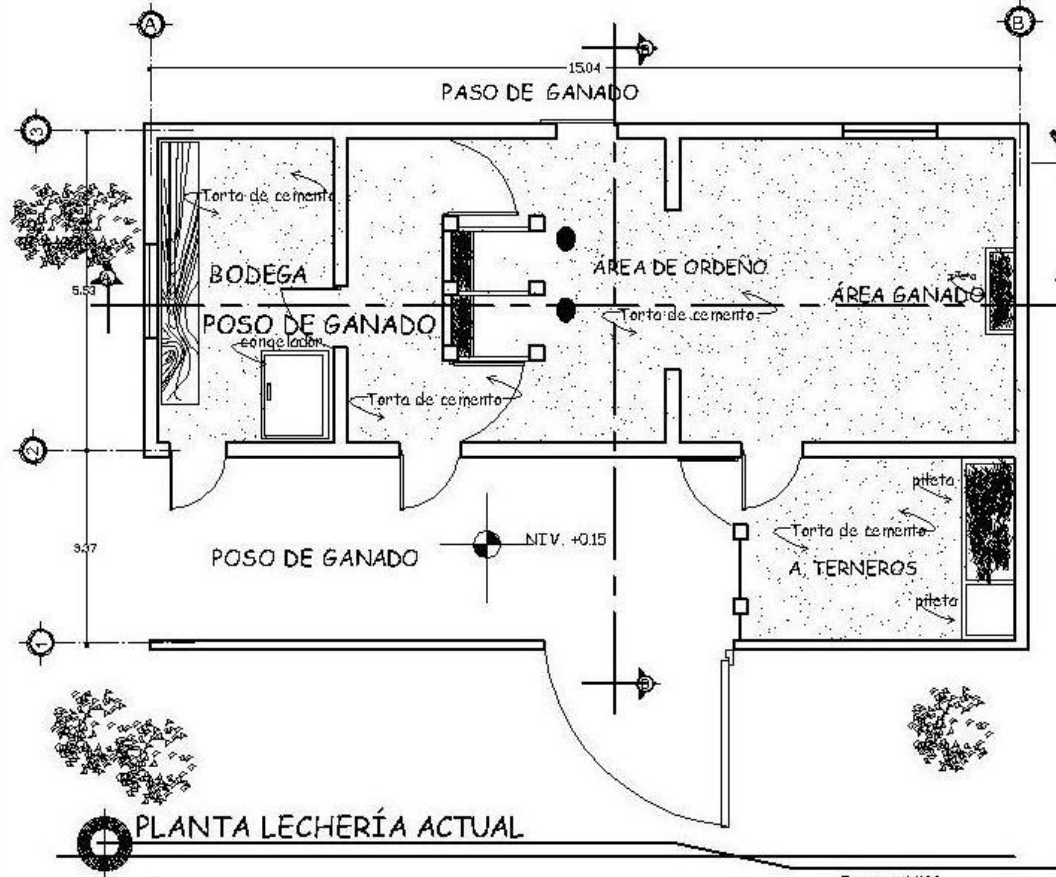 A
B
15.04
B
PASO DE GANADO
3
Torta de cemento
BODEGA
ÁREA DE ORDEÑO
pileta
A
5.53
ÁREA GANADO
POSO DE GANADO
Torta de cemento
congelador
Torta de cemento
2
pileta
Torta de cemento
NIV. +0.15
POSO DE GANADO
A. TERNEROS
pileta
1
B
PLANTA LECHERÍA ACTUAL